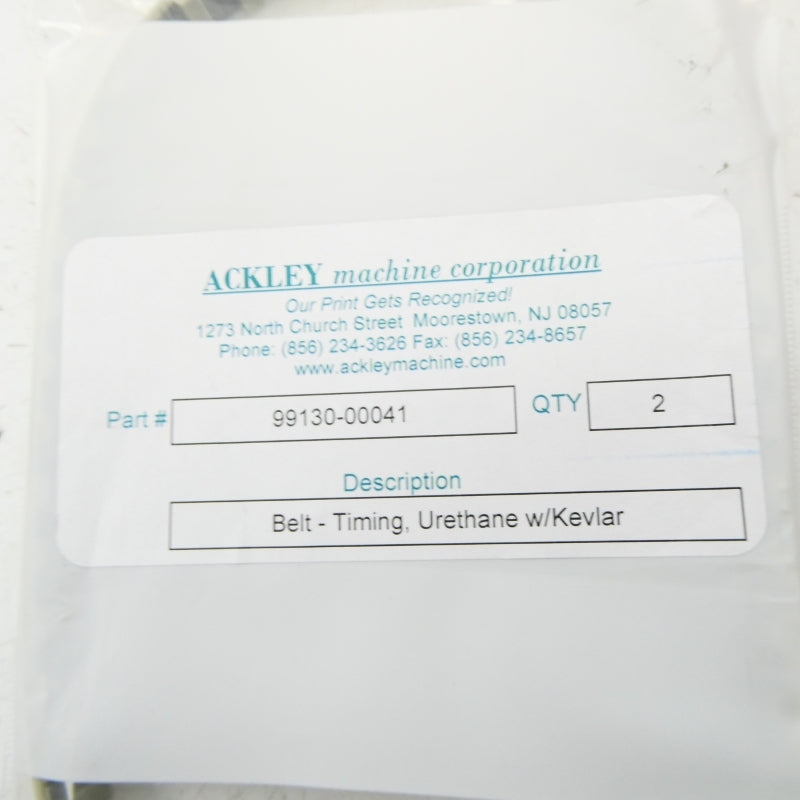 ACKLEY machine corporation
Our Print Gets Recognized!
1273 North Church Street Moorestown, NJ 08057
Phone: (856) 234-3626 Fax: (856) 234-8657
www.ackleymachine.com
Part # 99130-00041 QTY 2
Description
Belt - Timing, Urethane w/Kevlar